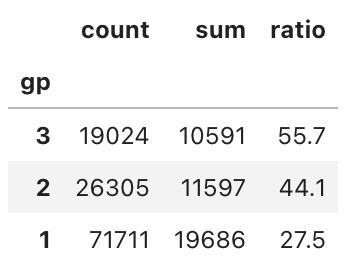 count sum ratio
gp
3 19024 10591 55.7
2 26305 11597 44.1
1 71711 19686 27.5